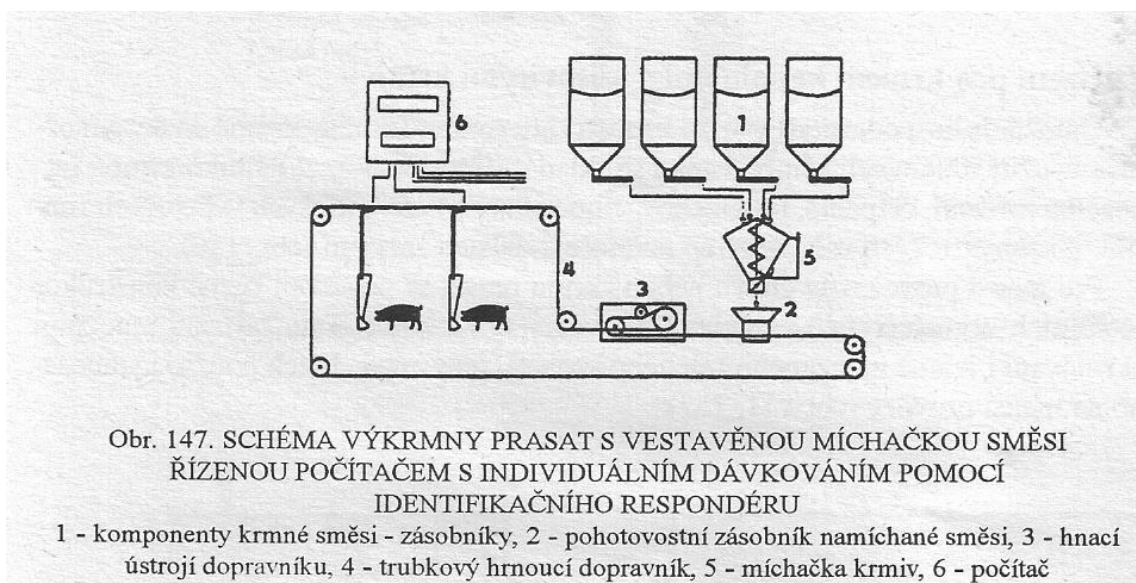 6
1
5
4
3
2
Obr. 147. SCHÉMA VÝKRMNY PRASAT S VESTAVĚNOU MÍCHAČKOU SMĚSI
ŘÍZENOU POČÍTAČEM S INDIVIDUÁLNÍM DÁVKOVÁNÍM POMOCÍ
IDENTIFIKAČNÍHO RESPONDÉRU
1 - komponenty krmné směsi - zásobníky, 2 - pohotovostní zásobník namíchané směsi, 3 - hnací
ústrojí dopravníku, 4 - trubkový hrnoucí dopravník, 5 - míchačka krmiv, 6 - počítač